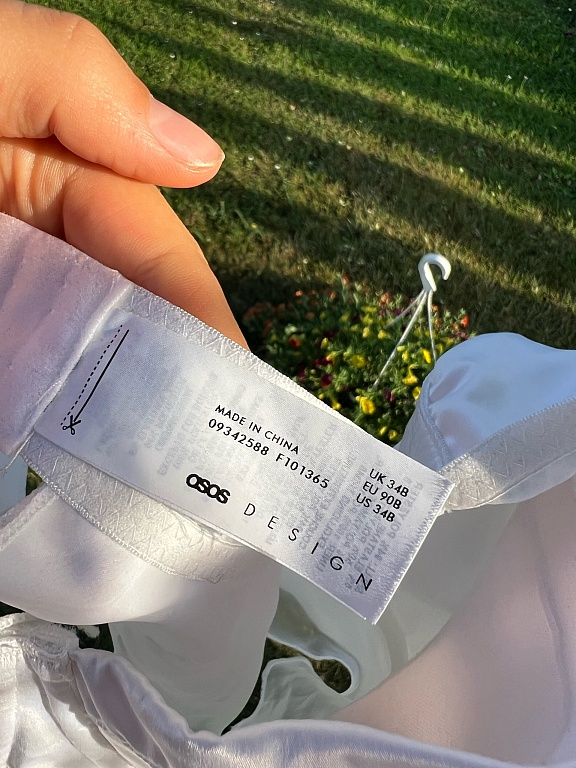 MADE IN CHINA
09342588 F101365
UK 34B
EU 90B
US 34B
asos DESIGN